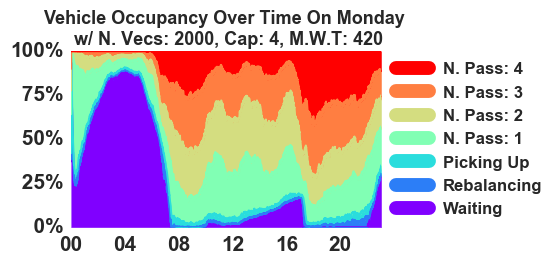 Vehicle Occupancy Over Time On Monday
w/ N. Vecs: 2000, Cap: 4, M.W.T: 420
100%
75%
50%
25%
0%
00 04 08 12 16 20
N. Pass: 4
N. Pass: 3
N. Pass: 2
N. Pass: 1
Picking Up
Rebalancing
Waiting